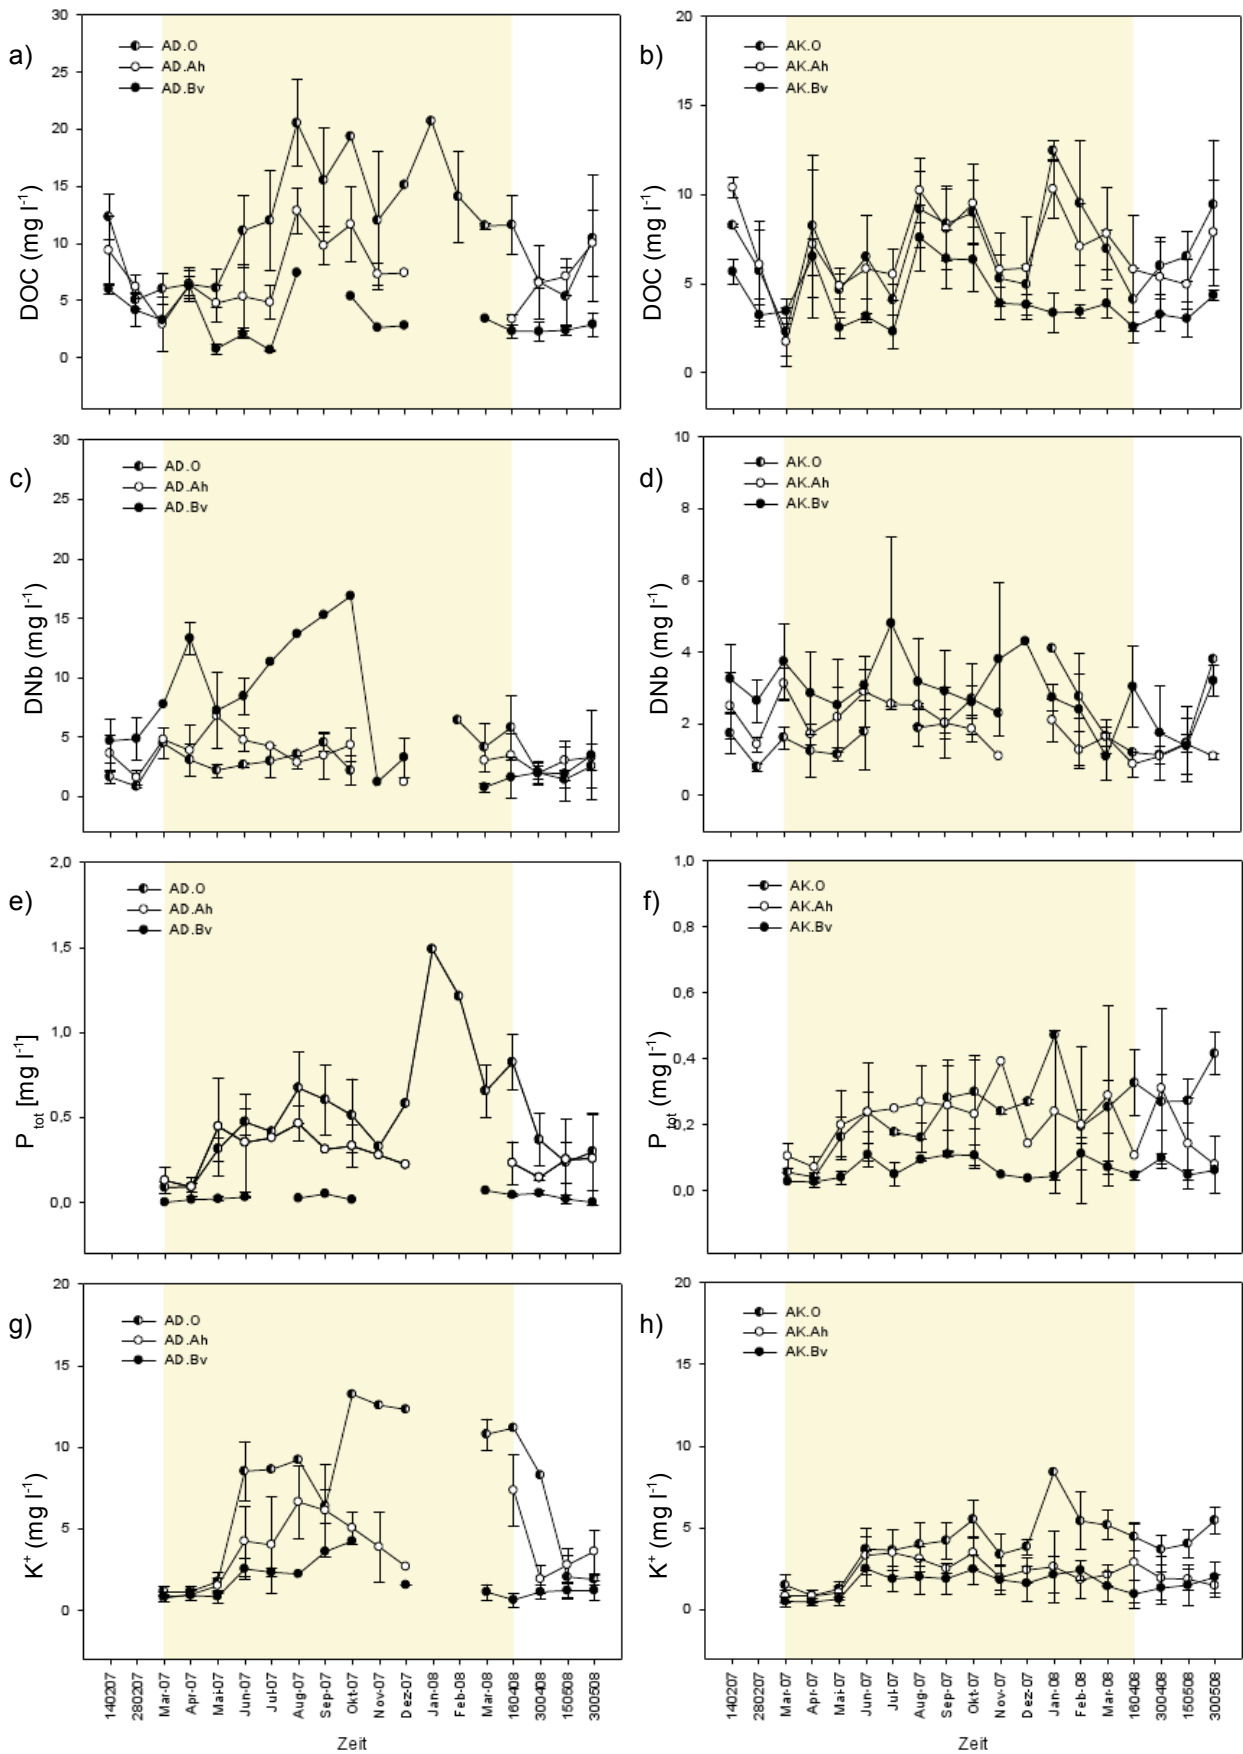 a)
30
25
20
15
10
5
0
DOC (mg l-1)
AD.O
AD.Ah
AD.Bv
b)
20
15
10
5
0
DOC (mg l-1)
AK.O
AK.Ah
AK.Bv
c)
30
25
20
15
10
5
0
DNb (mg l-1)
AD.O
AD.Ah
AD.Bv
d)
10
8
6
4
2
0
DNb (mg l-1)
AK.O
AK.Ah
AK.Bv
e)
2,0
1,5
1,0
0,5
0,0
P tot [mg l-1]
AD.O
AD.Ah
AD.Bv
f)
1,0
0,8
0,6
0,4
0,2
0,0
P tot (mg l-1)
AK.O
AK.Ah
AK.Bv
g)
20
15
10
5
0
K+ (mg l-1)
AD.O
AD.Ah
AD.Bv
140207
280207
Mar-07
Apr-07
Mai-07
Jun-07
Jul-07
Aug-07
Sep-07
Okt-07
Nov-07
Dez-07
Jan-08
Feb-08
Mar-08
160408
300408
150508
300508
Zeit
h)
20
15
10
5
0
K+ (mg l-1)
AK.O
AK.Ah
AK.Bv
140207
280207
Mar-07
Apr-07
Mai-07
Jun-07
Jul-07
Aug-07
Sep-07
Okt-07
Nov-07
Dez-07
Jan-08
Feb-08
Mar-08
160408
300408
150508
300508
Zeit